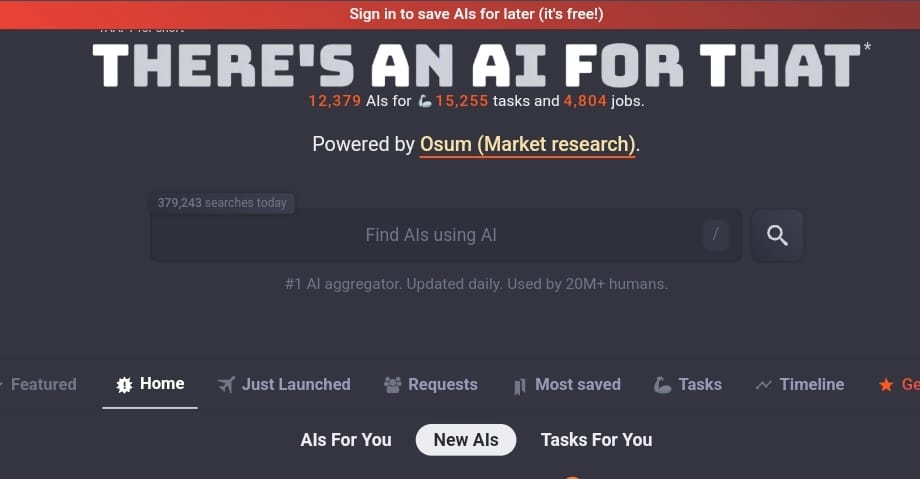 Sign in to save AIs for later (it's free!)
THERE'S AN AI FOR THAT*
12,379 AIs for 💪 15,255 tasks and 4,804 jobs.
Powered by Osum (Market research).
379,243 searches today
Find AIs using AI /
#1 AI aggregator. Updated daily. Used by 20M+ humans.
Featured Home Just Launched Requests Most saved Tasks Timeline Ge
AIs For You New AIs Tasks For You